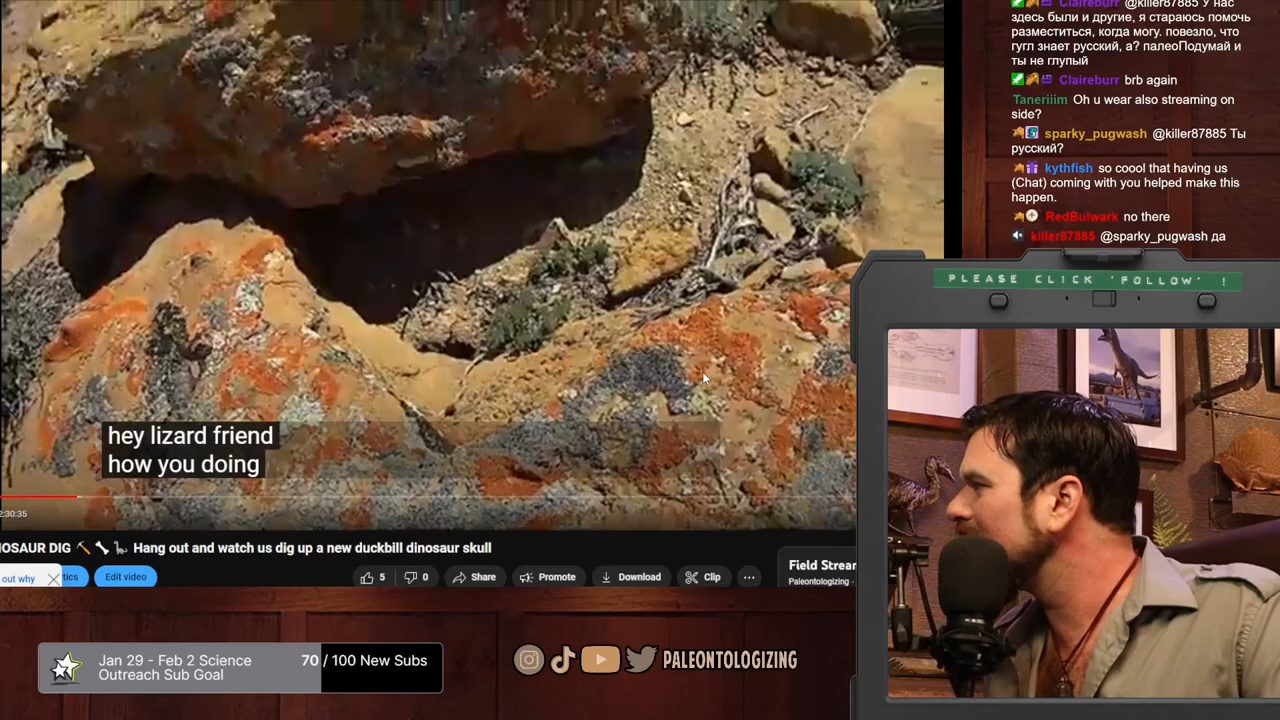 Claireburr @killer87885 У нас
здесь были и другие, я стараюсь помочь
разместиться, когда могу. повезло, что
гугл знает русский, а? палеоПодумай и
ты не глупый
Claireburr brb again
Taneriiim Oh u wear also streaming on
side?
sparky_pugwash @killer87885 Ты
русский?
kythfish so coool that having us
(Chat) coming with you helped make this
happen.
RedBulwark no there
killer87885 @sparky_pugwash да
PLEASE CLICK 'FOLLOW' !
hey lizard friend
how you doing
2:30:35
OSAUR DIG Hang out and watch us dig up a new duckbill dinosaur skull
out why
tics
Edit video
5
0
Share
Promote
Download
Clip
Field Strear
Paleontologizing -
Jan 29 - Feb 2 Science
Outreach Sub Goal
70 / 100 New Subs
PALEONTOLOGIZING